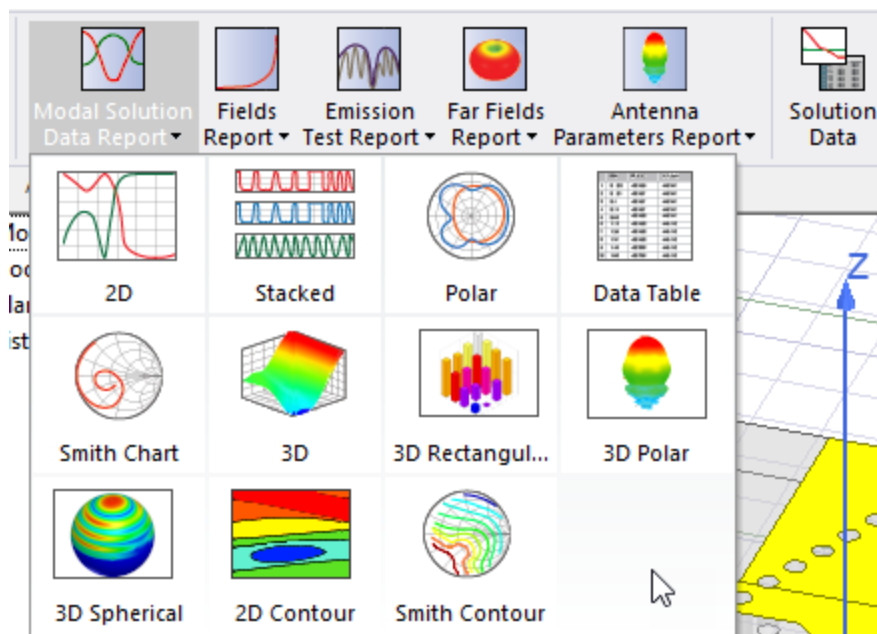 Modal Solution
Data Report
Fields
Report
Emission
Test Report
Far Fields
Report
Antenna
Parameters Report
Solution
Data
2D
Stacked
Polar
Data Table
Smith Chart
3D
3D Rectangul...
3D Polar
3D Spherical
2D Contour
Smith Contour
Z